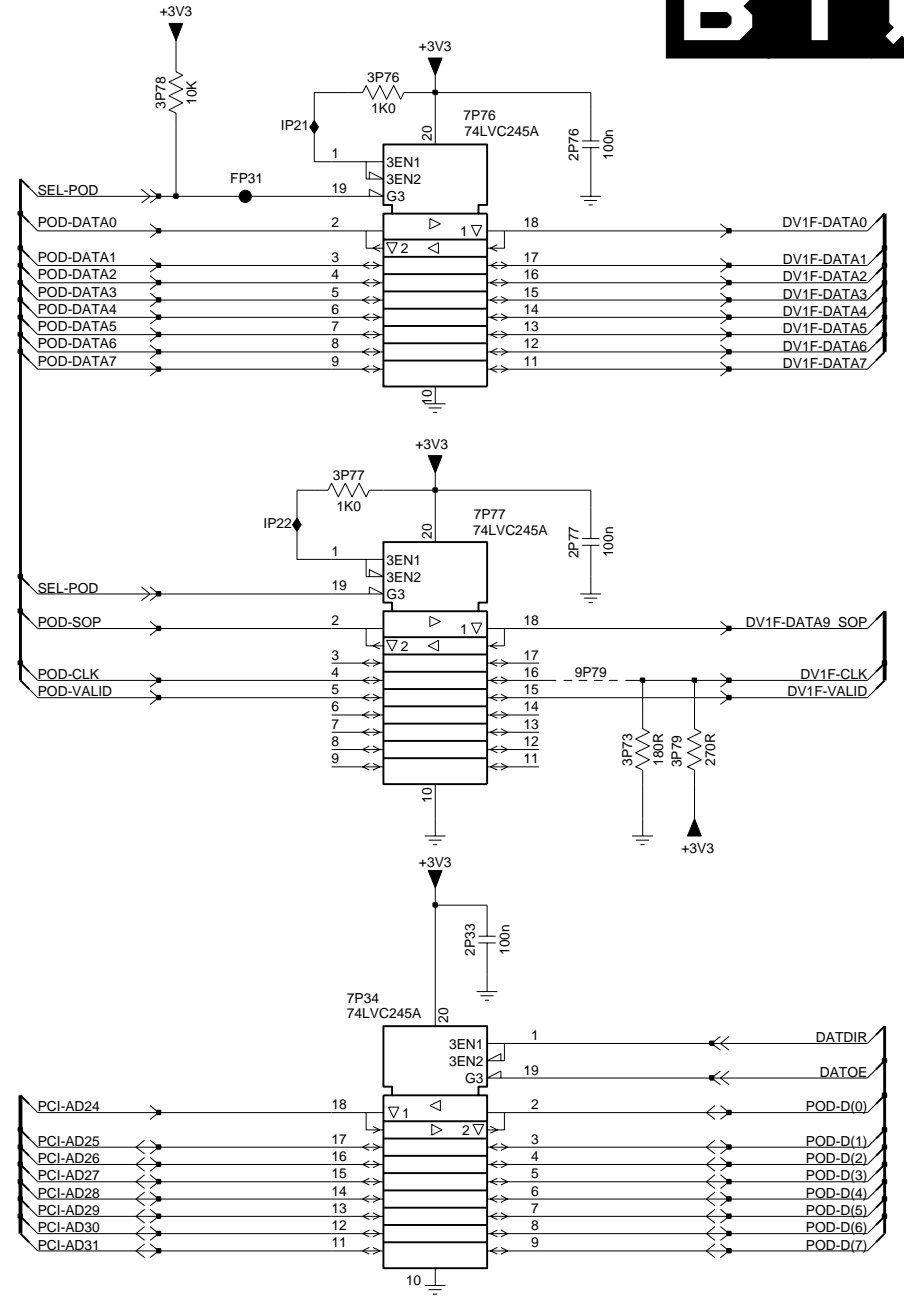 +3V3
+3V3
3P78
10K
3P76
1K0
IP21
7P76
74LVC245A
20
2P76
100n
1
3EN1
3EN2
SEL-POD
FP31
19
G3
POD-DATA0
2
1
18
DV1F-DATA0
2
POD-DATA1
3
17
DV1F-DATA1
POD-DATA2
4
16
DV1F-DATA2
POD-DATA3
5
15
DV1F-DATA3
POD-DATA4
6
14
DV1F-DATA4
POD-DATA5
7
13
DV1F-DATA5
POD-DATA6
8
12
DV1F-DATA6
POD-DATA7
9
11
DV1F-DATA7
10
+3V3
3P77
1K0
IP22
7P77
74LVC245A
20
2P77
100n
1
3EN1
3EN2
SEL-POD
19
G3
POD-SOP
2
1
18
DV1F-DATA9_SOP
2
3
17
POD-CLK
4
16
9P79
DV1F-CLK
POD-VALID
5
15
DV1F-VALID
6
14
7
13
8
12
9
11
3P73
180R
3P79
270R
10
+3V3
+3V3
2P33
100n
7P34
74LVC245A
20
3EN1
1
DATDIR
3EN2
G3
19
DATOE
PCI-AD24
18
1
2
POD-D(0)
2
PCI-AD25
17
3
POD-D(1)
PCI-AD26
16
4
POD-D(2)
PCI-AD27
15
5
POD-D(3)
PCI-AD28
14
6
POD-D(4)
PCI-AD29
13
7
POD-D(5)
PCI-AD30
12
8
POD-D(6)
PCI-AD31
11
9
POD-D(7)
10